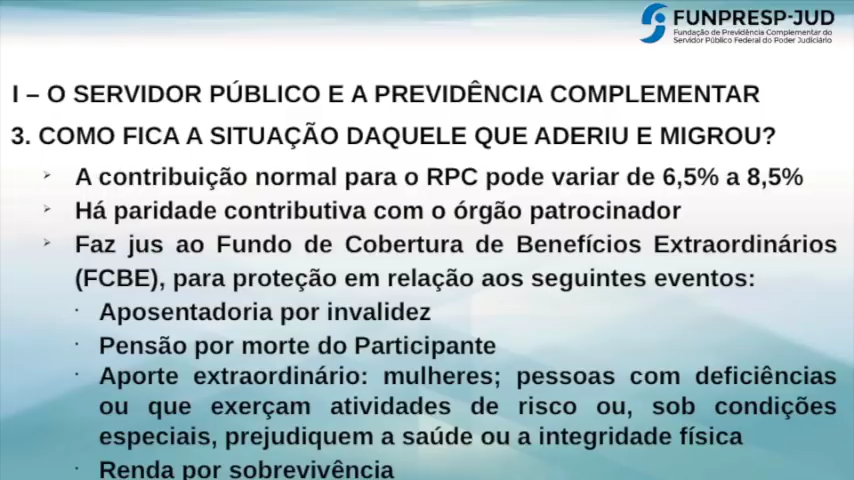 FUNPRESP-JUD
Fundação de Previdência Complementar do
Servidor Público Federal do Poder Judiciário
I – O SERVIDOR PÚBLICO E A PREVIDÊNCIA COMPLEMENTAR
3. COMO FICA A SITUAÇÃO DAQUELE QUE ADERIU E MIGROU?
A contribuição normal para o RPC pode variar de 6,5% a 8,5%
Há paridade contributiva com o órgão patrocinador
Faz jus ao Fundo de Cobertura de Benefícios Extraordinários
(FCBE), para proteção em relação aos seguintes eventos:
Aposentadoria por invalidez
Pensão por morte do Participante
Aporte extraordinário: mulheres; pessoas com deficiências
ou que exerçam atividades de risco ou, sob condições
especiais, prejudiquem a saúde ou a integridade física
Renda por sobrevivência